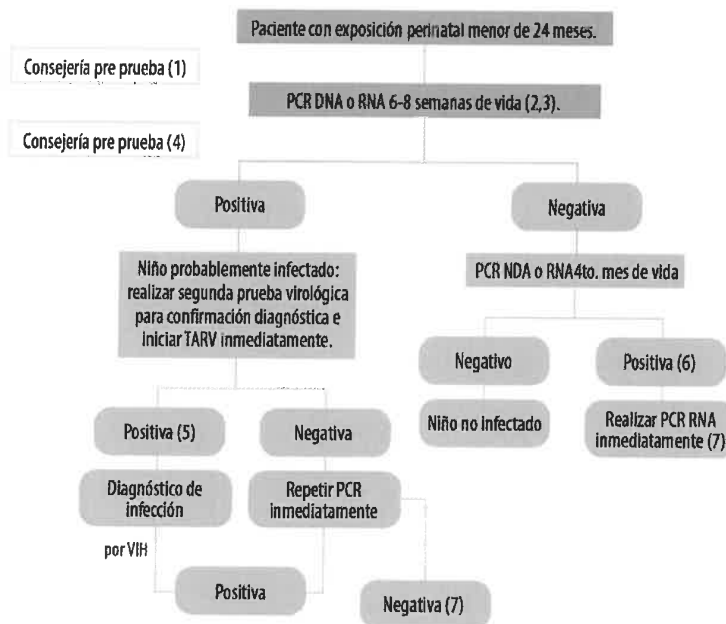 Paciente con exposición perinatal menor de 24 meses.
Consejería pre prueba (1)
PCR DNA o RNA 6-8 semanas de vida (2,3).
Consejería pre prueba (4)
Positiva
Negativa
Niño probablemente infectado:
realizar segunda prueba virológica
para confirmación diagnóstica e
iniciar TARV inmediatamente.
PCR NDA o RNA4to. mes de vida
Negativo
Positiva (6)
Niño no infectado
Realizar PCR RNA
inmediatamente (7)
Positiva (5)
Negativa
Diagnóstico de
infección
Repetir PCR
inmediatamente
por VIH
Positiva
Negativa (7)